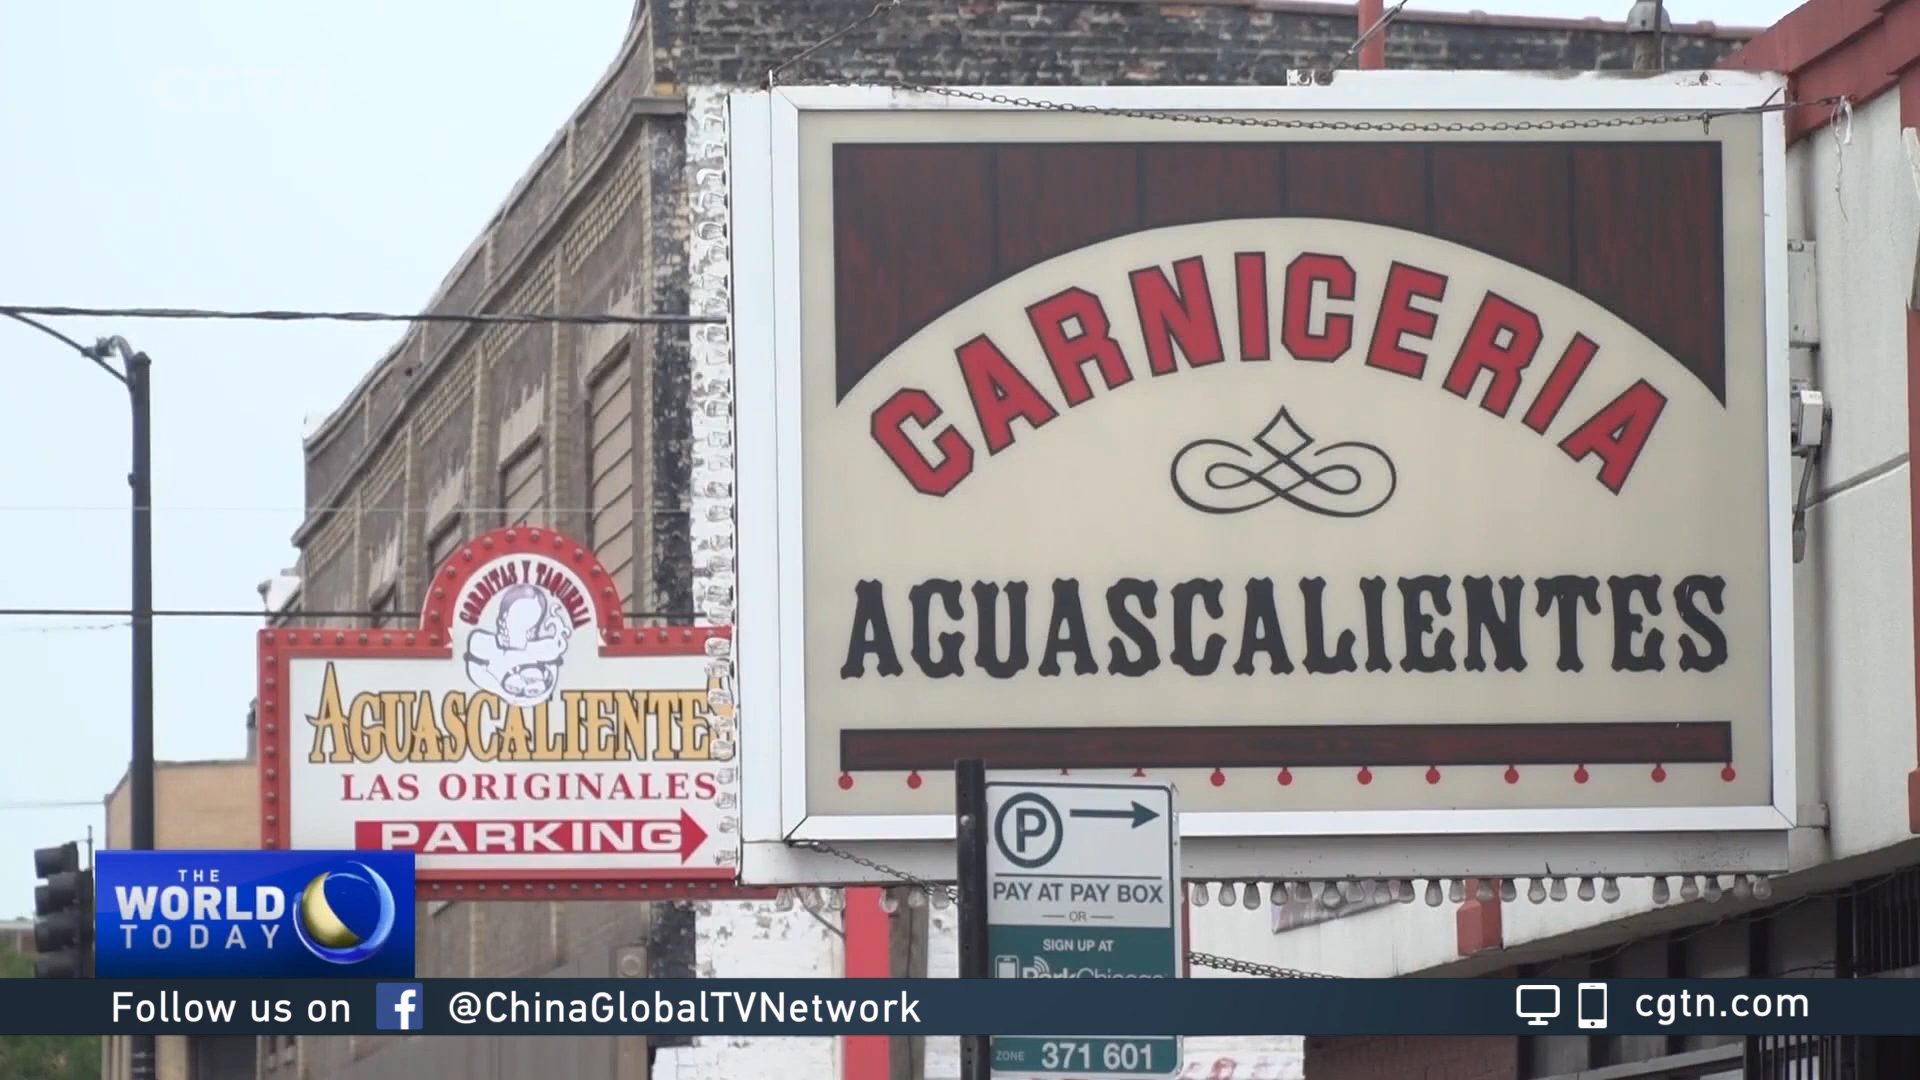 CARNICERIA
AGUASCALIENTES
GORDITAS Y TAQUERIA
AGUASCALIENTE
LAS ORIGINALES
PARKING
P
PAY AT PAY BOX
OR
SIGN UP AT
ParkChicago
ZONE 371 601
THE
WORLD
TODAY
Follow us on @ChinaGlobalTVNetwork
cgtn.com